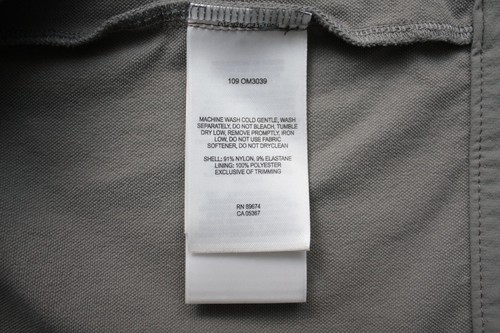 109 OM3039
MACHINE WASH COLD GENTLE, WASH
SEPARATELY, DO NOT BLEACH, TUMBLE
DRY LOW, REMOVE PROMPTLY, IRON
LOW, DO NOT USE FABRIC
SOFTENER, DO NOT DRYCLEAN
SHELL: 91% NYLON, 9% ELASTANE
LINING: 100% POLYESTER
EXCLUSIVE OF TRIMMING
RN 59674
CA 05367